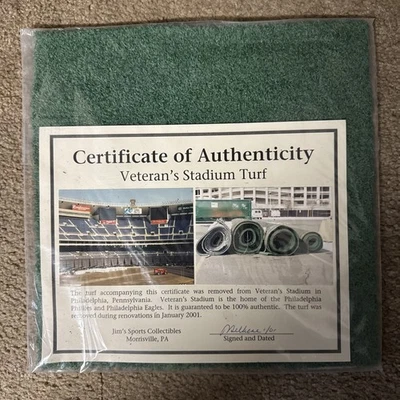 Certificate of Authenticity
Veteran's Stadium Turf
The turf accompanying this certificate was removed from Veteran's Stadium in
Philadelphia, Pennsylvania. Veteran's Stadium is the home of the Philadelphia
Phillies and Philadelphia Eagles. It is guaranteed to be 100% authentic. The turf was
removed during renovations in January 2001.
Jim's Sports Collectibles
Morrisville, PA
Signed and Dated